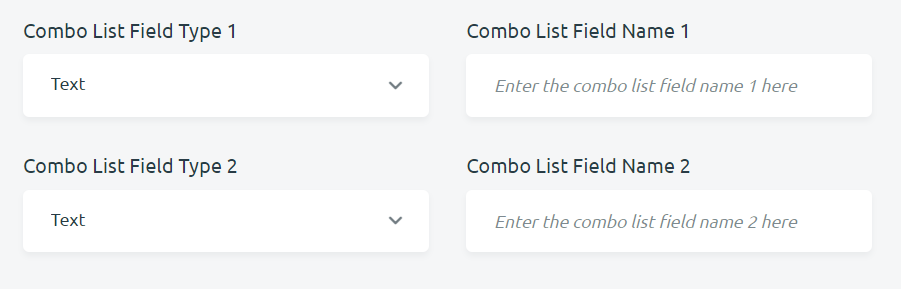 Combo List Field Type 1
Combo List Field Name 1
Text
Enter the combo list field name 1 here
Combo List Field Type 2
Combo List Field Name 2
Text
Enter the combo list field name 2 here